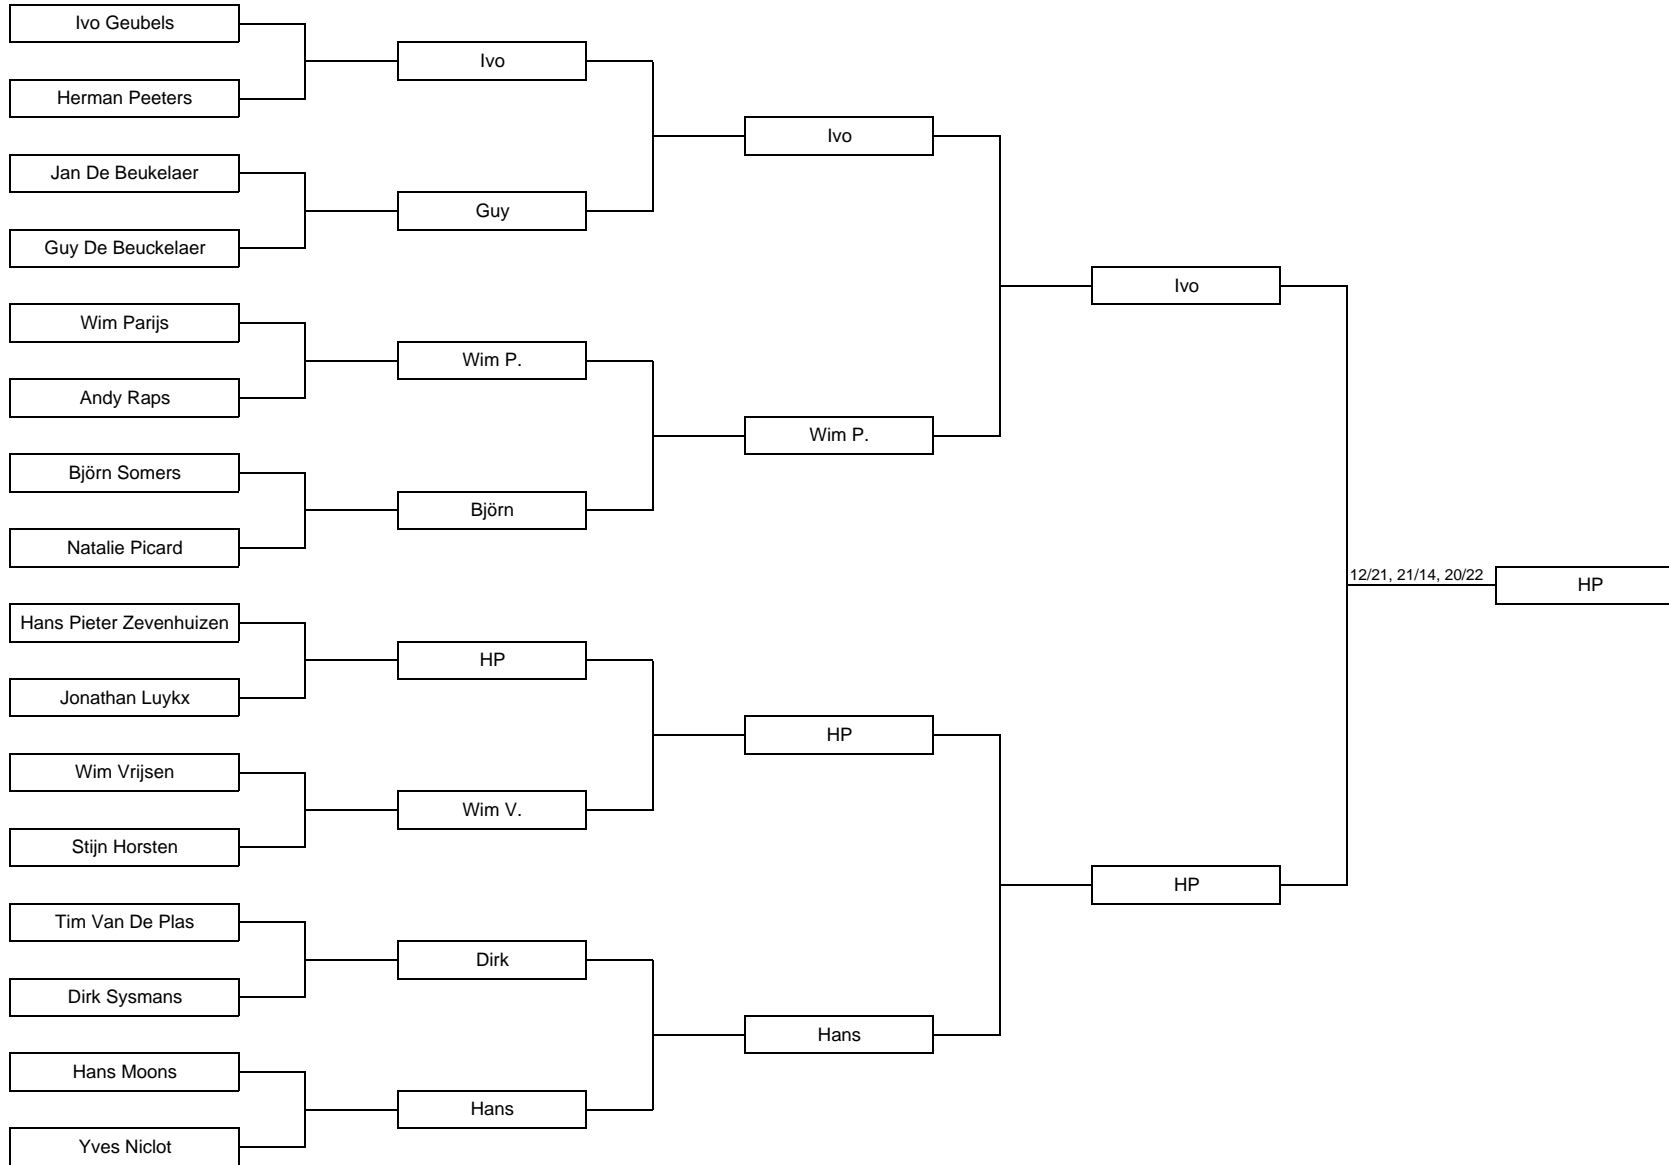 Ivo Geubels
Ivo
Herman Peeters
Ivo
Jan De Beukelaer
Guy
Guy De Beuckelaer
Ivo
Wim Parijs
Wim P.
Andy Raps
Wim P.
Björn Somers
Björn
Natalie Picard
12/21, 21/14, 20/22
HP
Hans Pieter Zevenhuizen
HP
Jonathan Luykx
HP
Wim Vrijsen
Wim V.
Stijn Horsten
HP
Tim Van De Plas
Dirk
Dirk Sysmans
Hans
Hans Moons
Hans
Yves Niclot